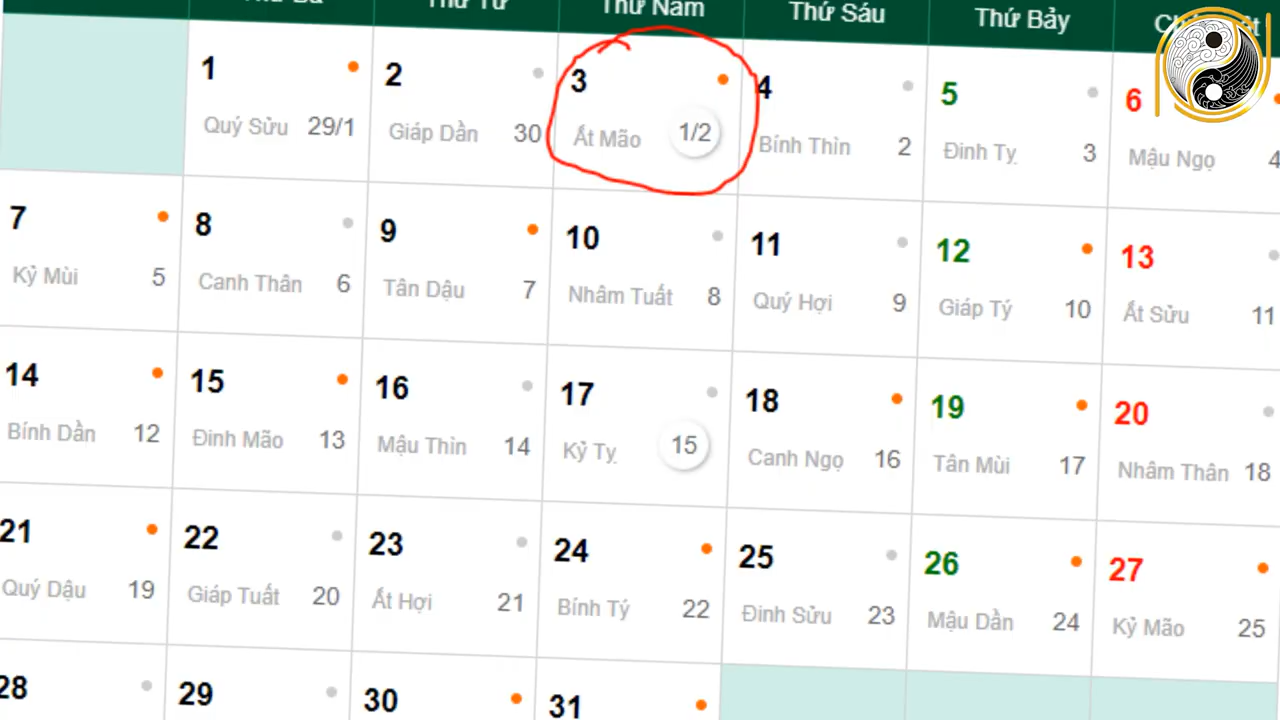 Thứ Tư Thứ Năm Thứ Sáu Thứ Bảy
1 2 3 4 5 6
Quý Sửu 29/1 Giáp Dần 30 Ất Mão 1/2 Bính Thìn 2 Đinh Tỵ 3 Mậu Ngọ 4
7 8 9 10 11 12 13
Kỷ Mùi 5 Canh Thân 6 Tân Dậu 7 Nhâm Tuất 8 Quý Hợi 9 Giáp Tý 10 Ất Sửu 11
14 15 16 17 18 19 20
Bính Dần 12 Đinh Mão 13 Mậu Thìn 14 Kỷ Tỵ 15 Canh Ngọ 16 Tân Mùi 17 Nhâm Thân 18
21 22 23 24 25 26 27
Quý Dậu 19 Giáp Tuất 20 Ất Hợi 21 Bính Tý 22 Đinh Sửu 23 Mậu Dần 24 Kỷ Mão 25
28 29 30 31